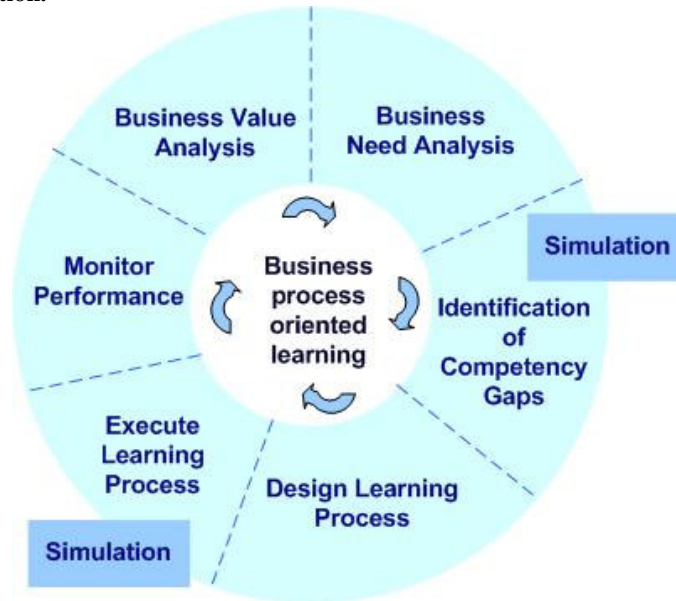 Business Value
Analysis
Business
Need Analysis
Simulation
Identification
of
Competency
Gaps
Design Learning
Process
Execute
Learning
Process
Simulation
Monitor
Performance
Business
process
oriented
learning